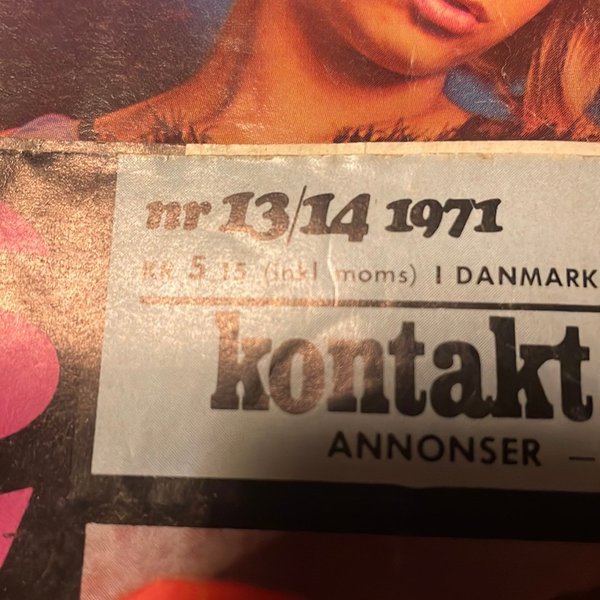 nr 13/14 1971
KR 5:15 (inkl moms) I DANMARK
kontakt
ANNONSER —